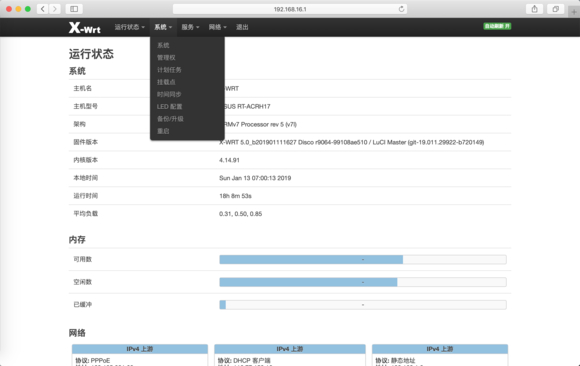 192.168.16.1
X-Wrt 运行状态 系统 服务 网络 退出 自动刷新 开
系统
管理权
计划任务
挂载点
时间同步
LED 配置
备份/升级
重启
运行状态
系统
主机名 -WRT
主机型号 SUS RT-ACRH17
架构 RMv7 Processor rev 5 (v7l)
固件版本 X-WRT 5.0_b201901111627 Disco r9064-99108ae510 / LuCI Master (git-19.011.29922-b720149)
内核版本 4.14.91
本地时间 Sun Jan 13 07:00:13 2019
运行时间 18h 8m 53s
平均负载 0.31, 0.50, 0.85
内存
可用数 -
空闲数 -
已缓冲 -
网络
IPv4 上游 IPv4 上游 IPv4 上游
协议: PPPoE 协议: DHCP 客户端 协议: 静态地址